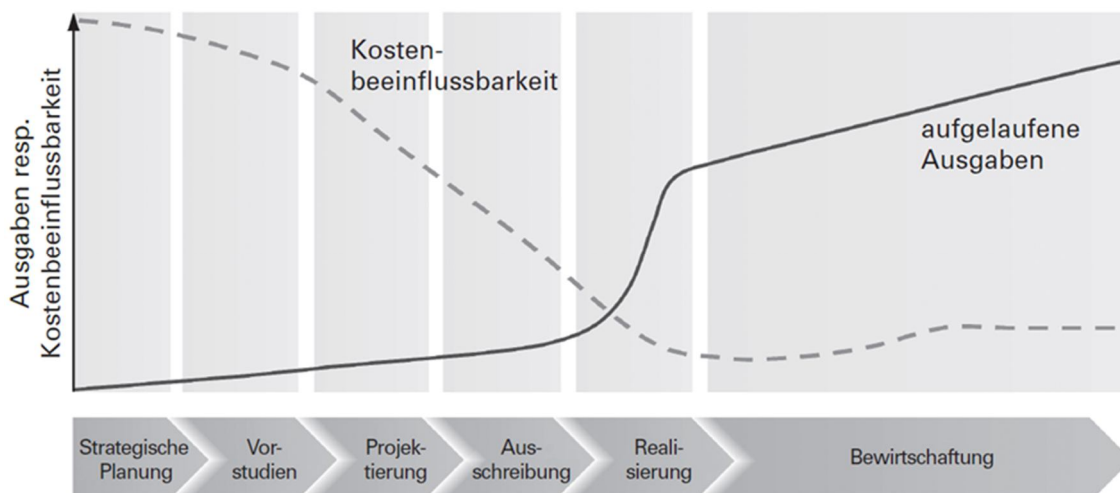 Ausgaben resp.
Kostenbeeinflussbarkeit
Kosten-
beeinflussbarkeit
aufgelaufene
Ausgaben
Strategische
Planung
Vor-
studien
Projek-
tierung
Aus-
schreibung
Reali-
sierung
Bewirtschaftung